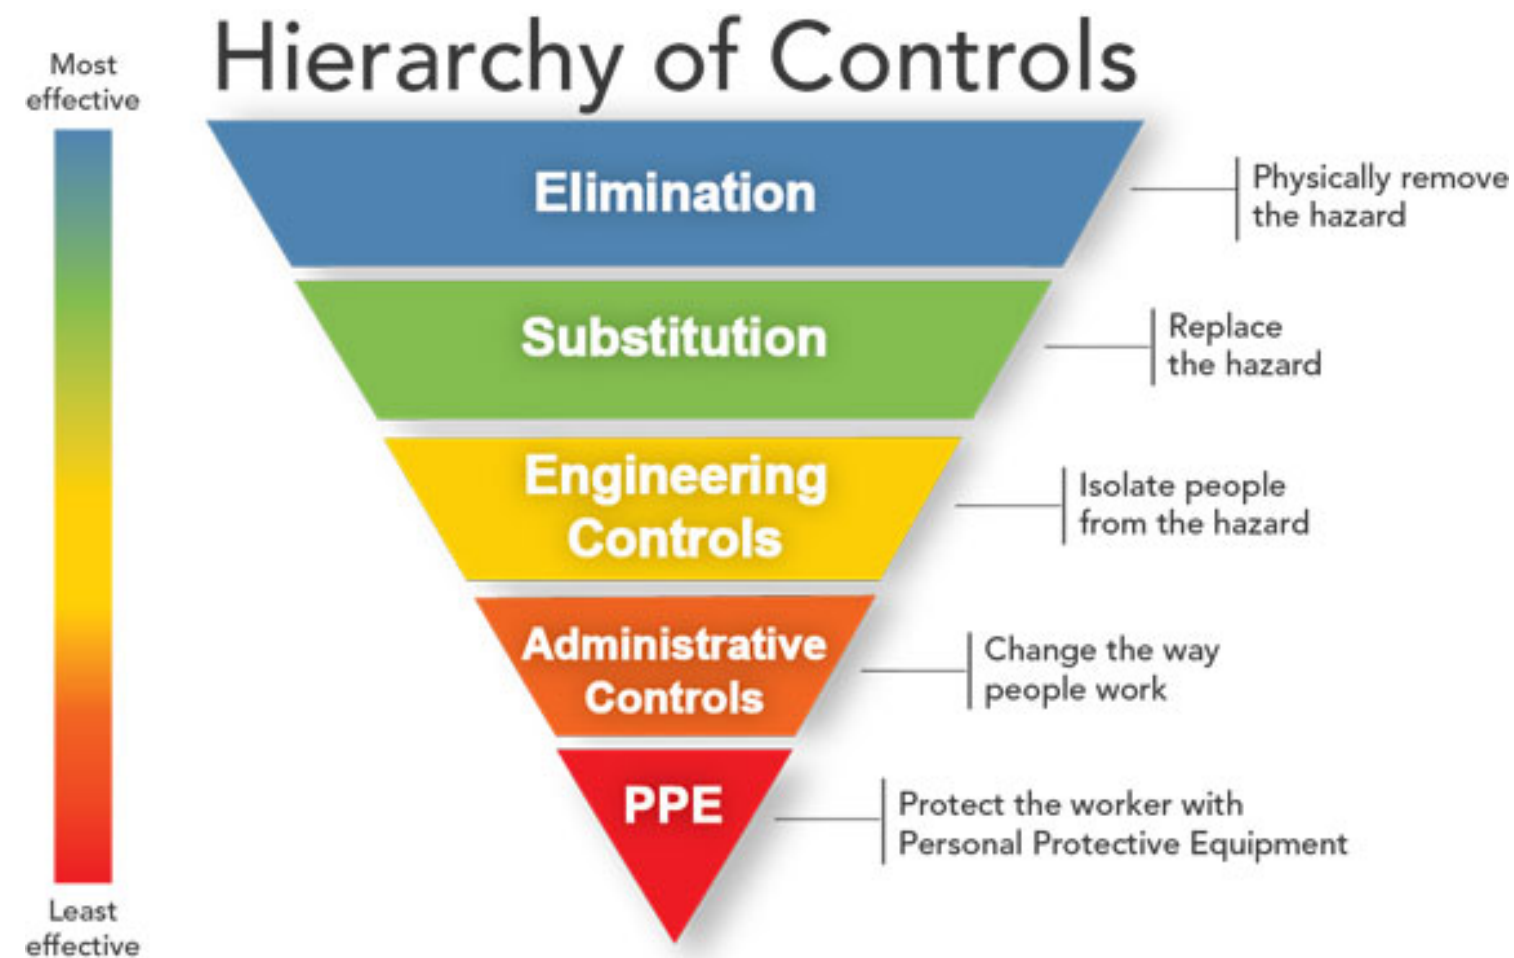 Hierarchy of Controls
Most
effective
Elimination
Physically remove
the hazard
Substitution
Replace
the hazard
Engineering
Controls
Isolate people
from the hazard
Administrative
Controls
Change the way
people work
PPE
Protect the worker with
Personal Protective Equipment
Least
effective